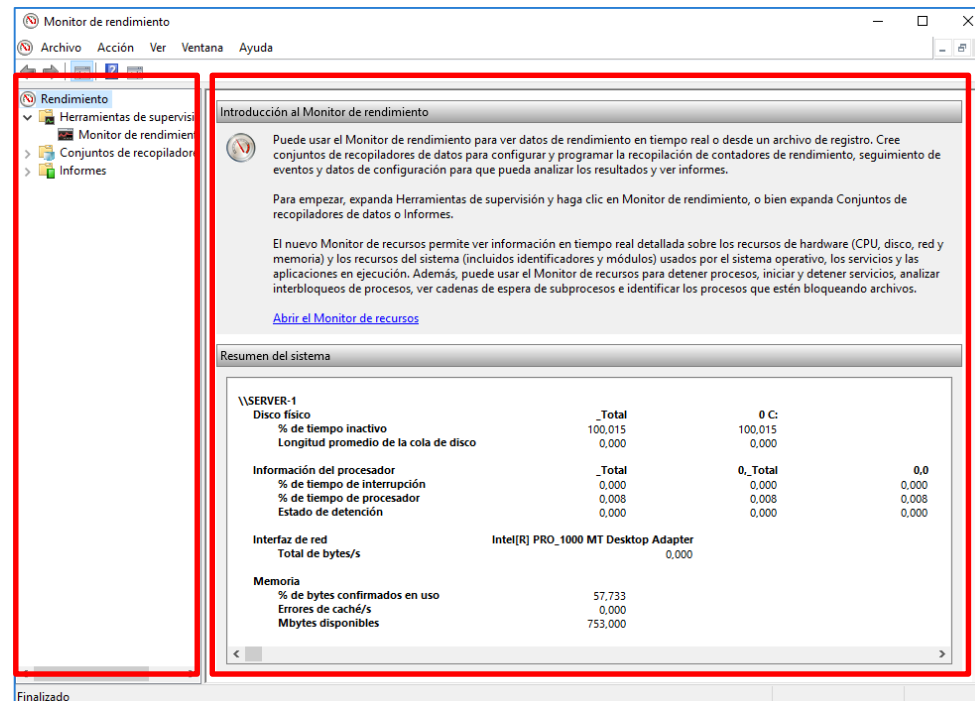 Monitor de rendimiento
Archivo Acción Ver Ventana Ayuda
Rendimiento
Herramientas de supervisi
Monitor de rendimien
Conjuntos de recopilador
Informes
Introducción al Monitor de rendimiento
Puede usar el Monitor de rendimiento para ver datos de rendimiento en tiempo real o desde un archivo de registro. Cree
conjuntos de recopiladores de datos para configurar y programar la recopilación de contadores de rendimiento, seguimiento de
eventos y datos de configuración para que pueda analizar los resultados y ver informes.
Para empezar, expanda Herramientas de supervisión y haga clic en Monitor de rendimiento, o bien expanda Conjuntos de
recopiladores de datos o Informes.
El nuevo Monitor de recursos permite ver información en tiempo real detallada sobre los recursos de hardware (CPU, disco, red y
memoria) y los recursos del sistema (incluidos identificadores y módulos) usados por el sistema operativo, los servicios y las
aplicaciones en ejecución. Además, puede usar el Monitor de recursos para detener procesos, iniciar y detener servicios, analizar
interbloqueos de procesos, ver cadenas de espera de subprocesos e identificar los procesos que estén bloqueando archivos.
Abrir el Monitor de recursos
Resumen del sistema
\\SERVER-1
Disco físico _Total 0 C:
% de tiempo inactivo 100,015 100,015
Longitud promedio de la cola de disco 0,000 0,000
Información del procesador _Total 0,_Total 0,0
% de tiempo de interrupción 0,000 0,000 0,000
% de tiempo de procesador 0,008 0,008 0,008
Estado de detención 0,000 0,000 0,000
Interfaz de red Intel[R] PRO_1000 MT Desktop Adapter
Total de bytes/s 0,000
Memoria
% de bytes confirmados en uso 57,733
Errores de caché/s 0,000
Mbytes disponibles 753,000
Finalizado